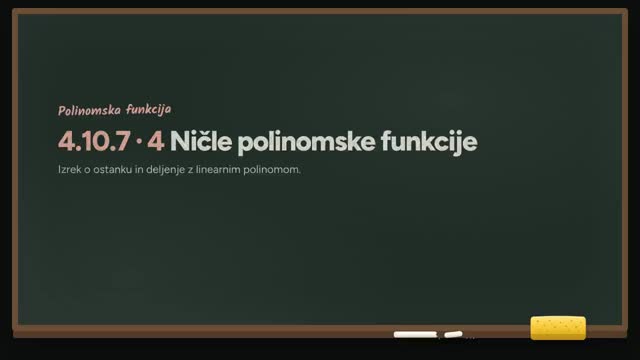 Polinomska funkcija
4.10.7 · 4 Ničle polinomske funkcije
Izrek o ostanku in deljenje z linearnim polinomom.